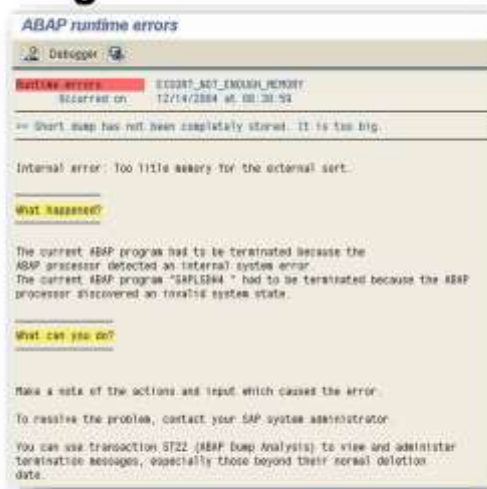 ABAP runtime errors
Debugger
Runtime errors EXSORT_NOT_ENOUGH_MEMORY
Occurred on 12/14/2004 at 08:30:59
>> Short dump has not been completely stored. It is too big.
Internal error: Too little memory for the external sort.
What happened?
The current ABAP program had to be terminated because the
ABAP processor detected an internal system error.
The current ABAP program "SAPLSDH4 " had to be terminated because the ABAP
processor discovered an invalid system state.
What can you do?
Make a note of the actions and input which caused the error.
To resolve the problem, contact your SAP system administrator.
You can use transaction ST22 (ABAP Dump Analysis) to view and administer
termination messages, especially those beyond their normal deletion
date.